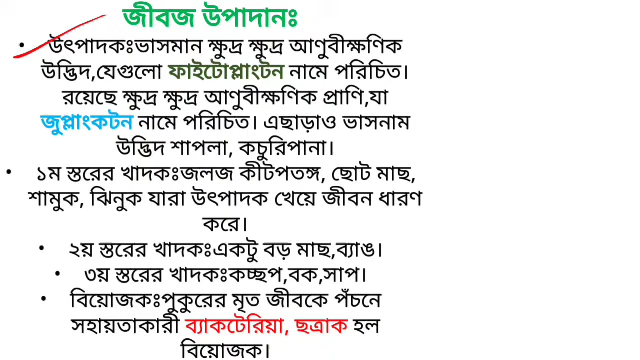 জীবজ উপাদানঃ
• উৎপাদকঃভাসমান ক্ষুদ্র ক্ষুদ্র আণুবীক্ষণিক
উদ্ভিদ,যেগুলো ফাইটোপ্লাংটন নামে পরিচিত।
রয়েছে ক্ষুদ্র ক্ষুদ্র আণুবীক্ষণিক প্রাণি,যা
জুপ্লাংকটন নামে পরিচিত। এছাড়াও ভাসনাম
উদ্ভিদ শাপলা, কচুরিপানা।
• ১ম স্তরের খাদকঃজলজ কীটপতঙ্গ, ছোট মাছ,
শামুক, ঝিনুক যারা উৎপাদক খেয়ে জীবন ধারণ
করে।
• ২য় স্তরের খাদকঃএকটু বড় মাছ,ব্যাঙ।
• ৩য় স্তরের খাদকঃকচ্ছপ,বক,সাপ।
• বিয়োজকঃপুকুরের মৃত জীবকে পঁচনে
সহায়তাকারী ব্যাকটেরিয়া, ছত্রাক হল
বিয়োজক।